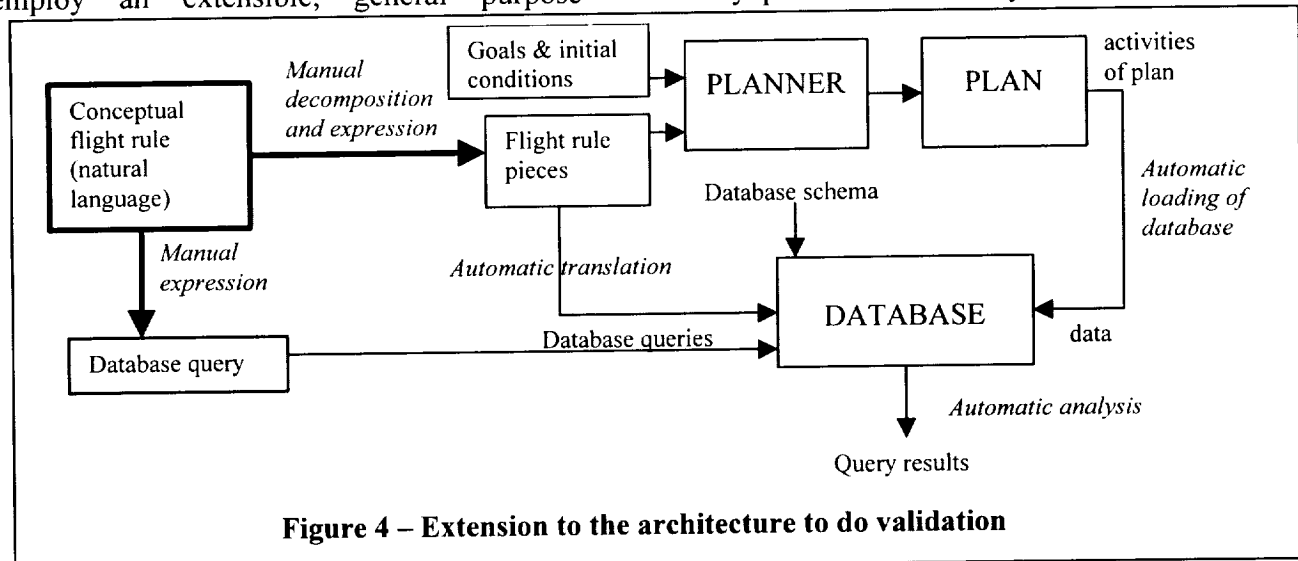 employ an extensible, general purpose
Goals & initial
conditions
PLANNER
PLAN
activities
of plan
Manual
decomposition
and expression
Conceptual
flight rule
(natural
language)
Flight rule
pieces
Automatic
loading of
database
Database schema
Manual
expression
Automatic translation
DATABASE
data
Database queries
Database query
Automatic analysis
Query results
Figure 4 – Extension to the architecture to do validation